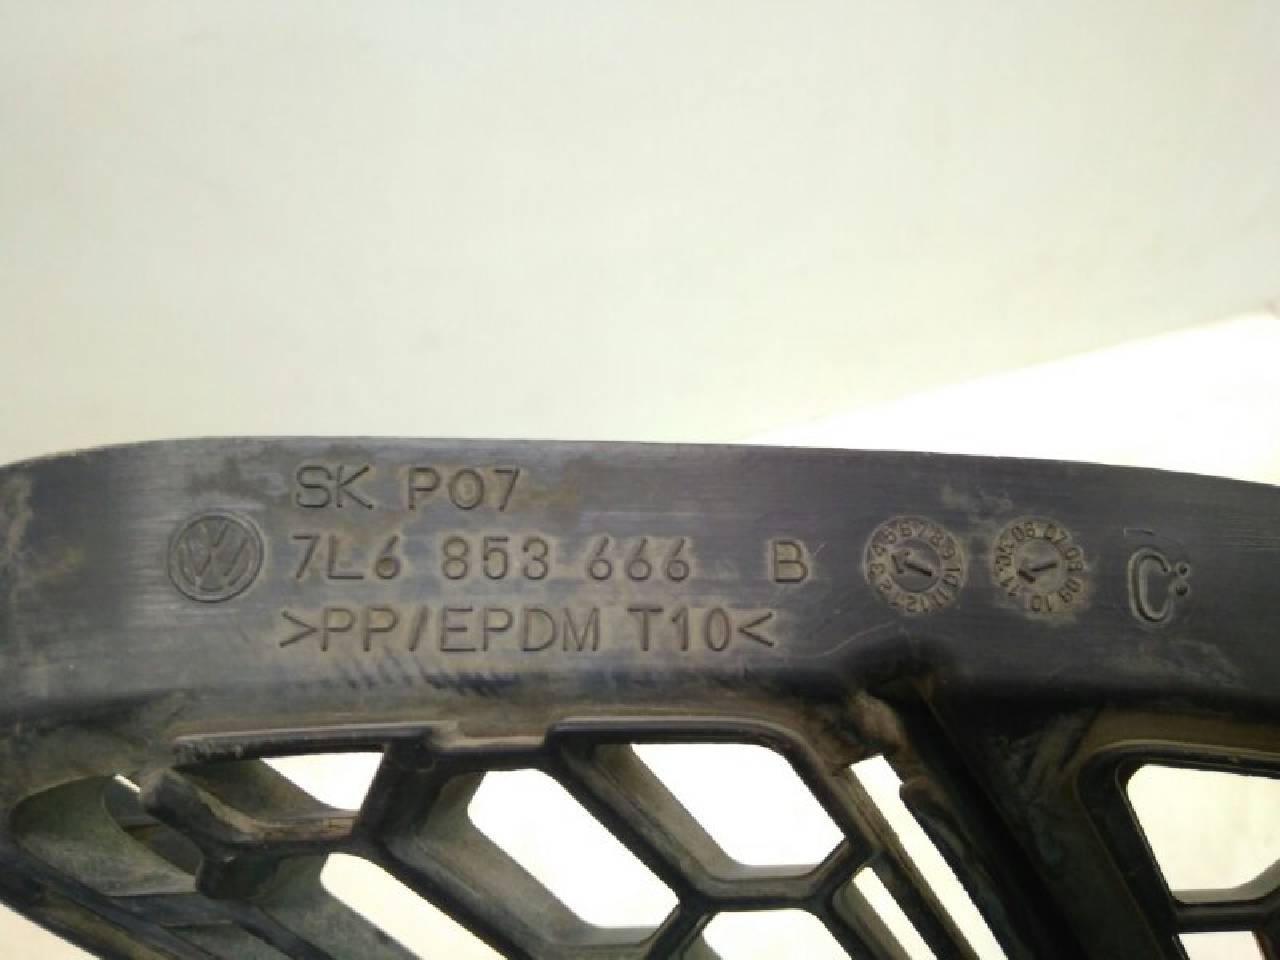 SK P07
7L6 853 666 B
>PP/EPDM T10<